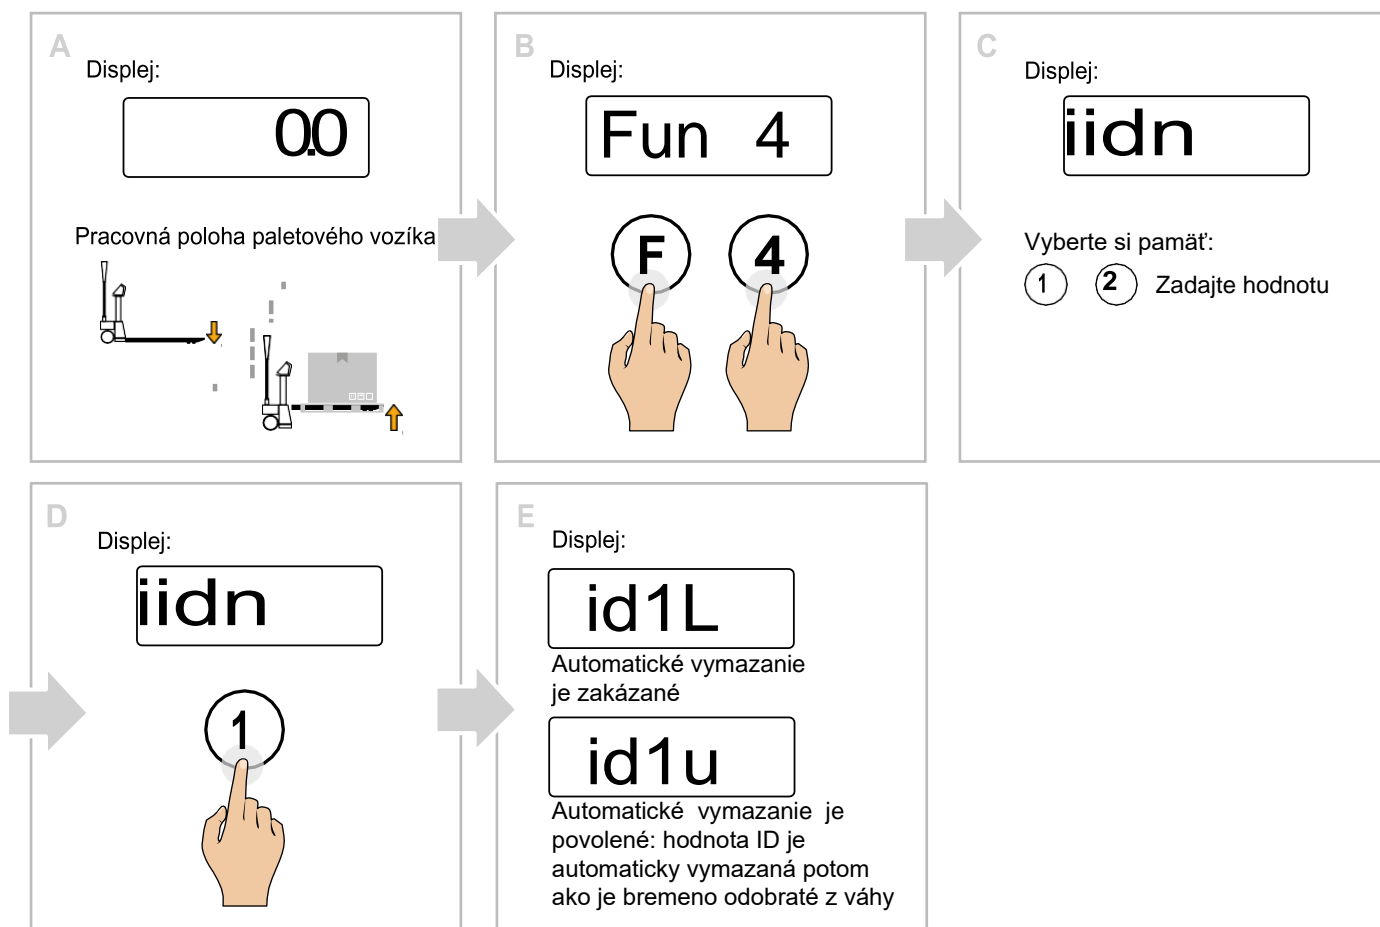 A
Displej:
0.0
Pracovná poloha paletového vozíka
B
Displej:
Fun 4
F 4
C
Displej:
iidn
Vyberte si pamäť:
1 2 Zadajte hodnotu
D
Displej:
iidn
1
E
Displej:
id1L
Automatické vymazanie
je zakázané
id1u
Automatické vymazanie je
povolené: hodnota ID je
automaticky vymazaná potom
ako je bremeno odobraté z váhy